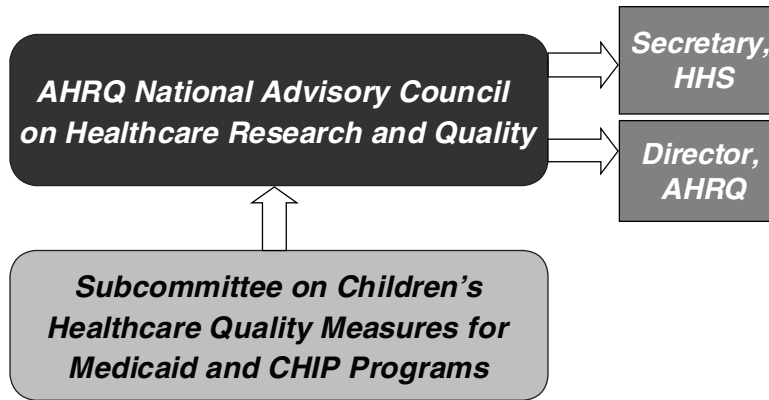 AHRQ National Advisory Council
on Healthcare Research and Quality
Secretary,
HHS
Director,
AHRQ
Subcommittee on Children’s
Healthcare Quality Measures for
Medicaid and CHIP Programs